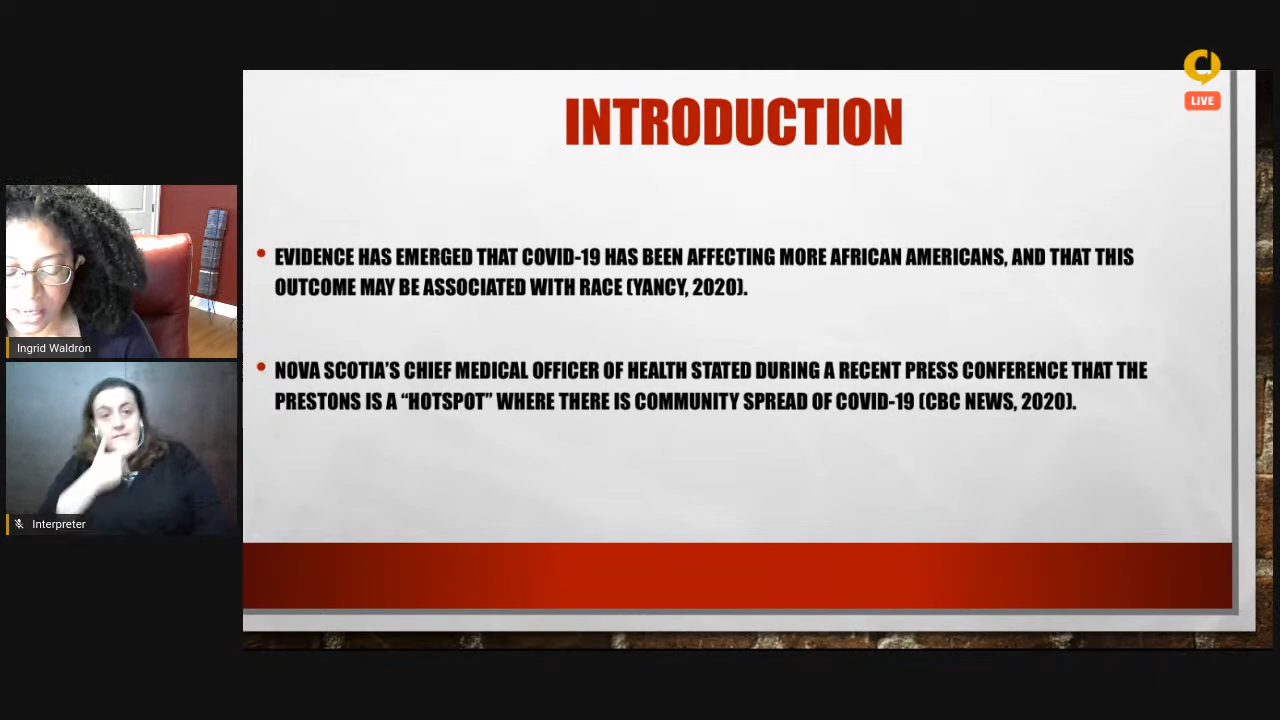 LIVE
INTRODUCTION
• EVIDENCE HAS EMERGED THAT COVID-19 HAS BEEN AFFECTING MORE AFRICAN AMERICANS, AND THAT THIS
OUTCOME MAY BE ASSOCIATED WITH RACE (YANCY, 2020).
• NOVA SCOTIA’S CHIEF MEDICAL OFFICER OF HEALTH STATED DURING A RECENT PRESS CONFERENCE THAT THE
PRESTONS IS A “HOTSPOT” WHERE THERE IS COMMUNITY SPREAD OF COVID-19 (CBC NEWS, 2020).
Ingrid Waldron
Interpreter